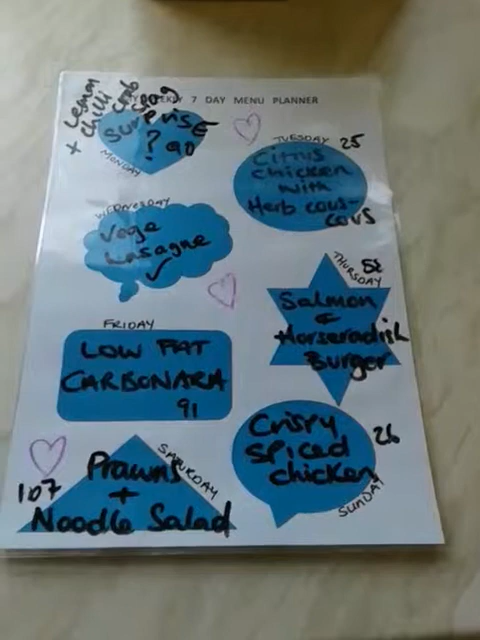 WEEKLY 7 DAY MENU PLANNER
Lemon
+ chilli
crab
Surprise
? 90
MONDAY
TUESDAY 25
Citrus
chicken
with
Herb cous-
cous
WEDNESDAY
Vege
Lasagne
THURSDAY
Salmon
&
Horseradish
Burger
FRIDAY
LOW FAT
CARBONARA
91
SATURDAY
107
Prawns
+
Noodle Salad
Crispy 26
Spiced
chicken
SUNDAY